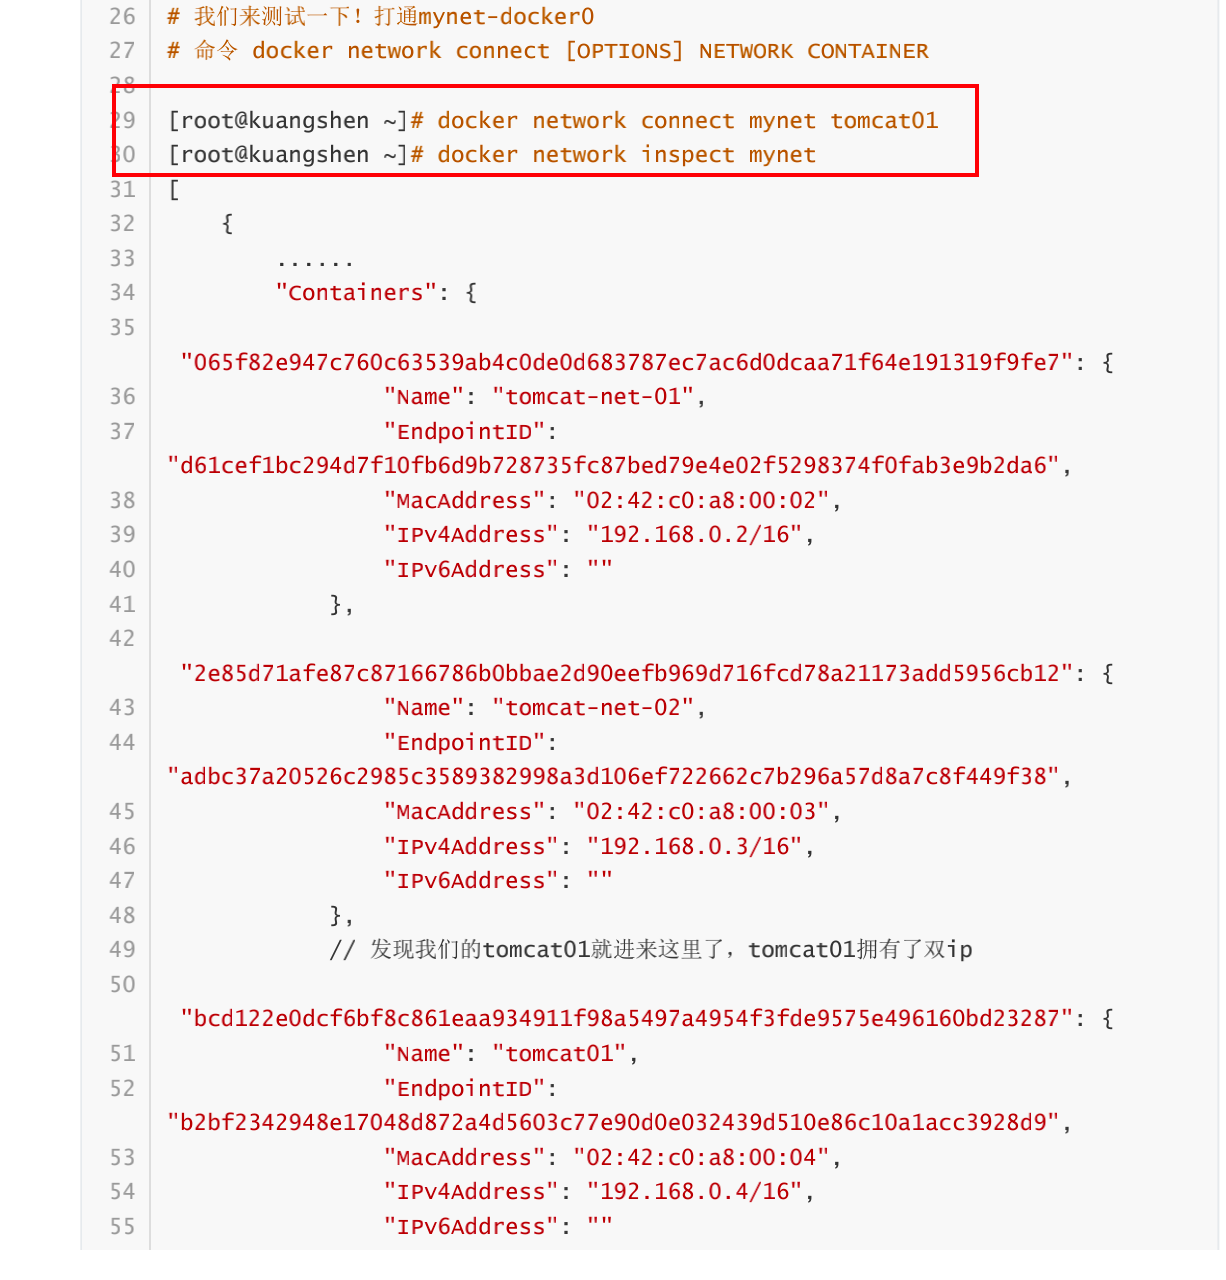 26 # 我们来测试一下！打通mynet-docker0
27 # 命令 docker network connect [OPTIONS] NETWORK CONTAINER
28
29 [root@kuangshen ~]# docker network connect mynet tomcat01
30 [root@kuangshen ~]# docker network inspect mynet
31 [
32 {
33 ......
34 "Containers": {
35
"065f82e947c760c63539ab4c0de0d683787ec7ac6d0dcaa71f64e191319f9fe7": {
36 "Name": "tomcat-net-01",
37 "EndpointID":
"d61cef1bc294d7f10fb6d9b728735fc87bed79e4e02f5298374f0fab3e9b2da6",
38 "MacAddress": "02:42:c0:a8:00:02",
39 "IPv4Address": "192.168.0.2/16",
40 "IPv6Address": ""
41 },
42
"2e85d71afe87c87166786b0bbae2d90eefb969d716fcd78a21173add5956cb12": {
43 "Name": "tomcat-net-02",
44 "EndpointID":
"adbc37a20526c2985c3589382998a3d106ef722662c7b296a57d8a7c8f449f38",
45 "MacAddress": "02:42:c0:a8:00:03",
46 "IPv4Address": "192.168.0.3/16",
47 "IPv6Address": ""
48 },
49 // 发现我们的tomcat01就进来这里了，tomcat01拥有了双ip
50
"bcd122e0dcf6bf8c861eaa934911f98a5497a4954f3fde9575e496160bd23287": {
51 "Name": "tomcat01",
52 "EndpointID":
"b2bf2342948e17048d872a4d5603c77e90d0e032439d510e86c10a1acc3928d9",
53 "MacAddress": "02:42:c0:a8:00:04",
54 "IPv4Address": "192.168.0.4/16",
55 "IPv6Address": ""